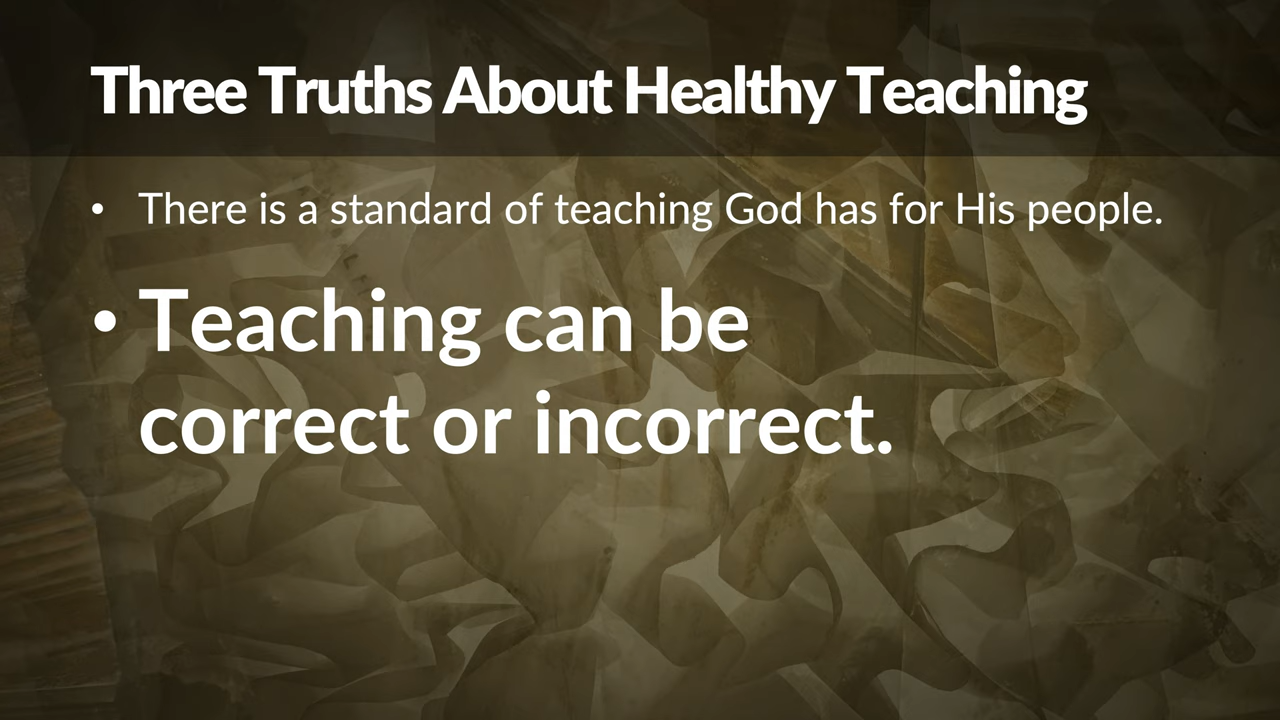 Three Truths About Healthy Teaching
• There is a standard of teaching God has for His people.
• Teaching can be
correct or incorrect.